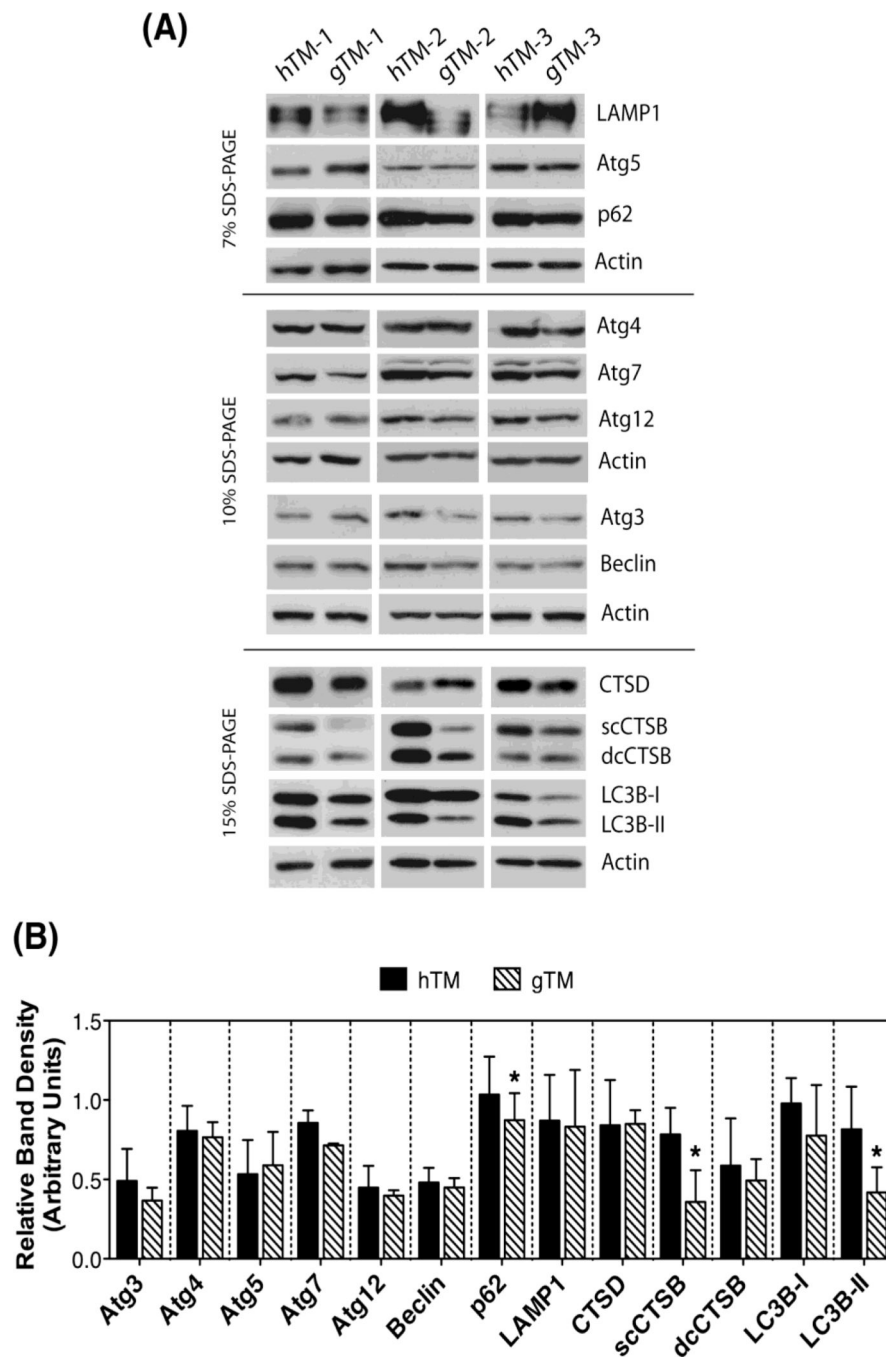 (A)
hTM-1 gTM-1 hTM-2 gTM-2 hTM-3 gTM-3
7% SDS-PAGE
LAMP1
Atg5
p62
Actin
10% SDS-PAGE
Atg4
Atg7
Atg12
Actin
Atg3
Beclin
Actin
15% SDS-PAGE
CTSD
scCTSB
dcCTSB
LC3B-I
LC3B-II
Actin
(B)
hTM gTM
Relative Band Density
(Arbitrary Units)
1.5
1.0
0.5
0.0
* * *
Atg3 Atg4 Atg5 Atg7 Atg12 Beclin p62 LAMP1 CTSD scCTSB dcCTSB LC3B-I LC3B-II